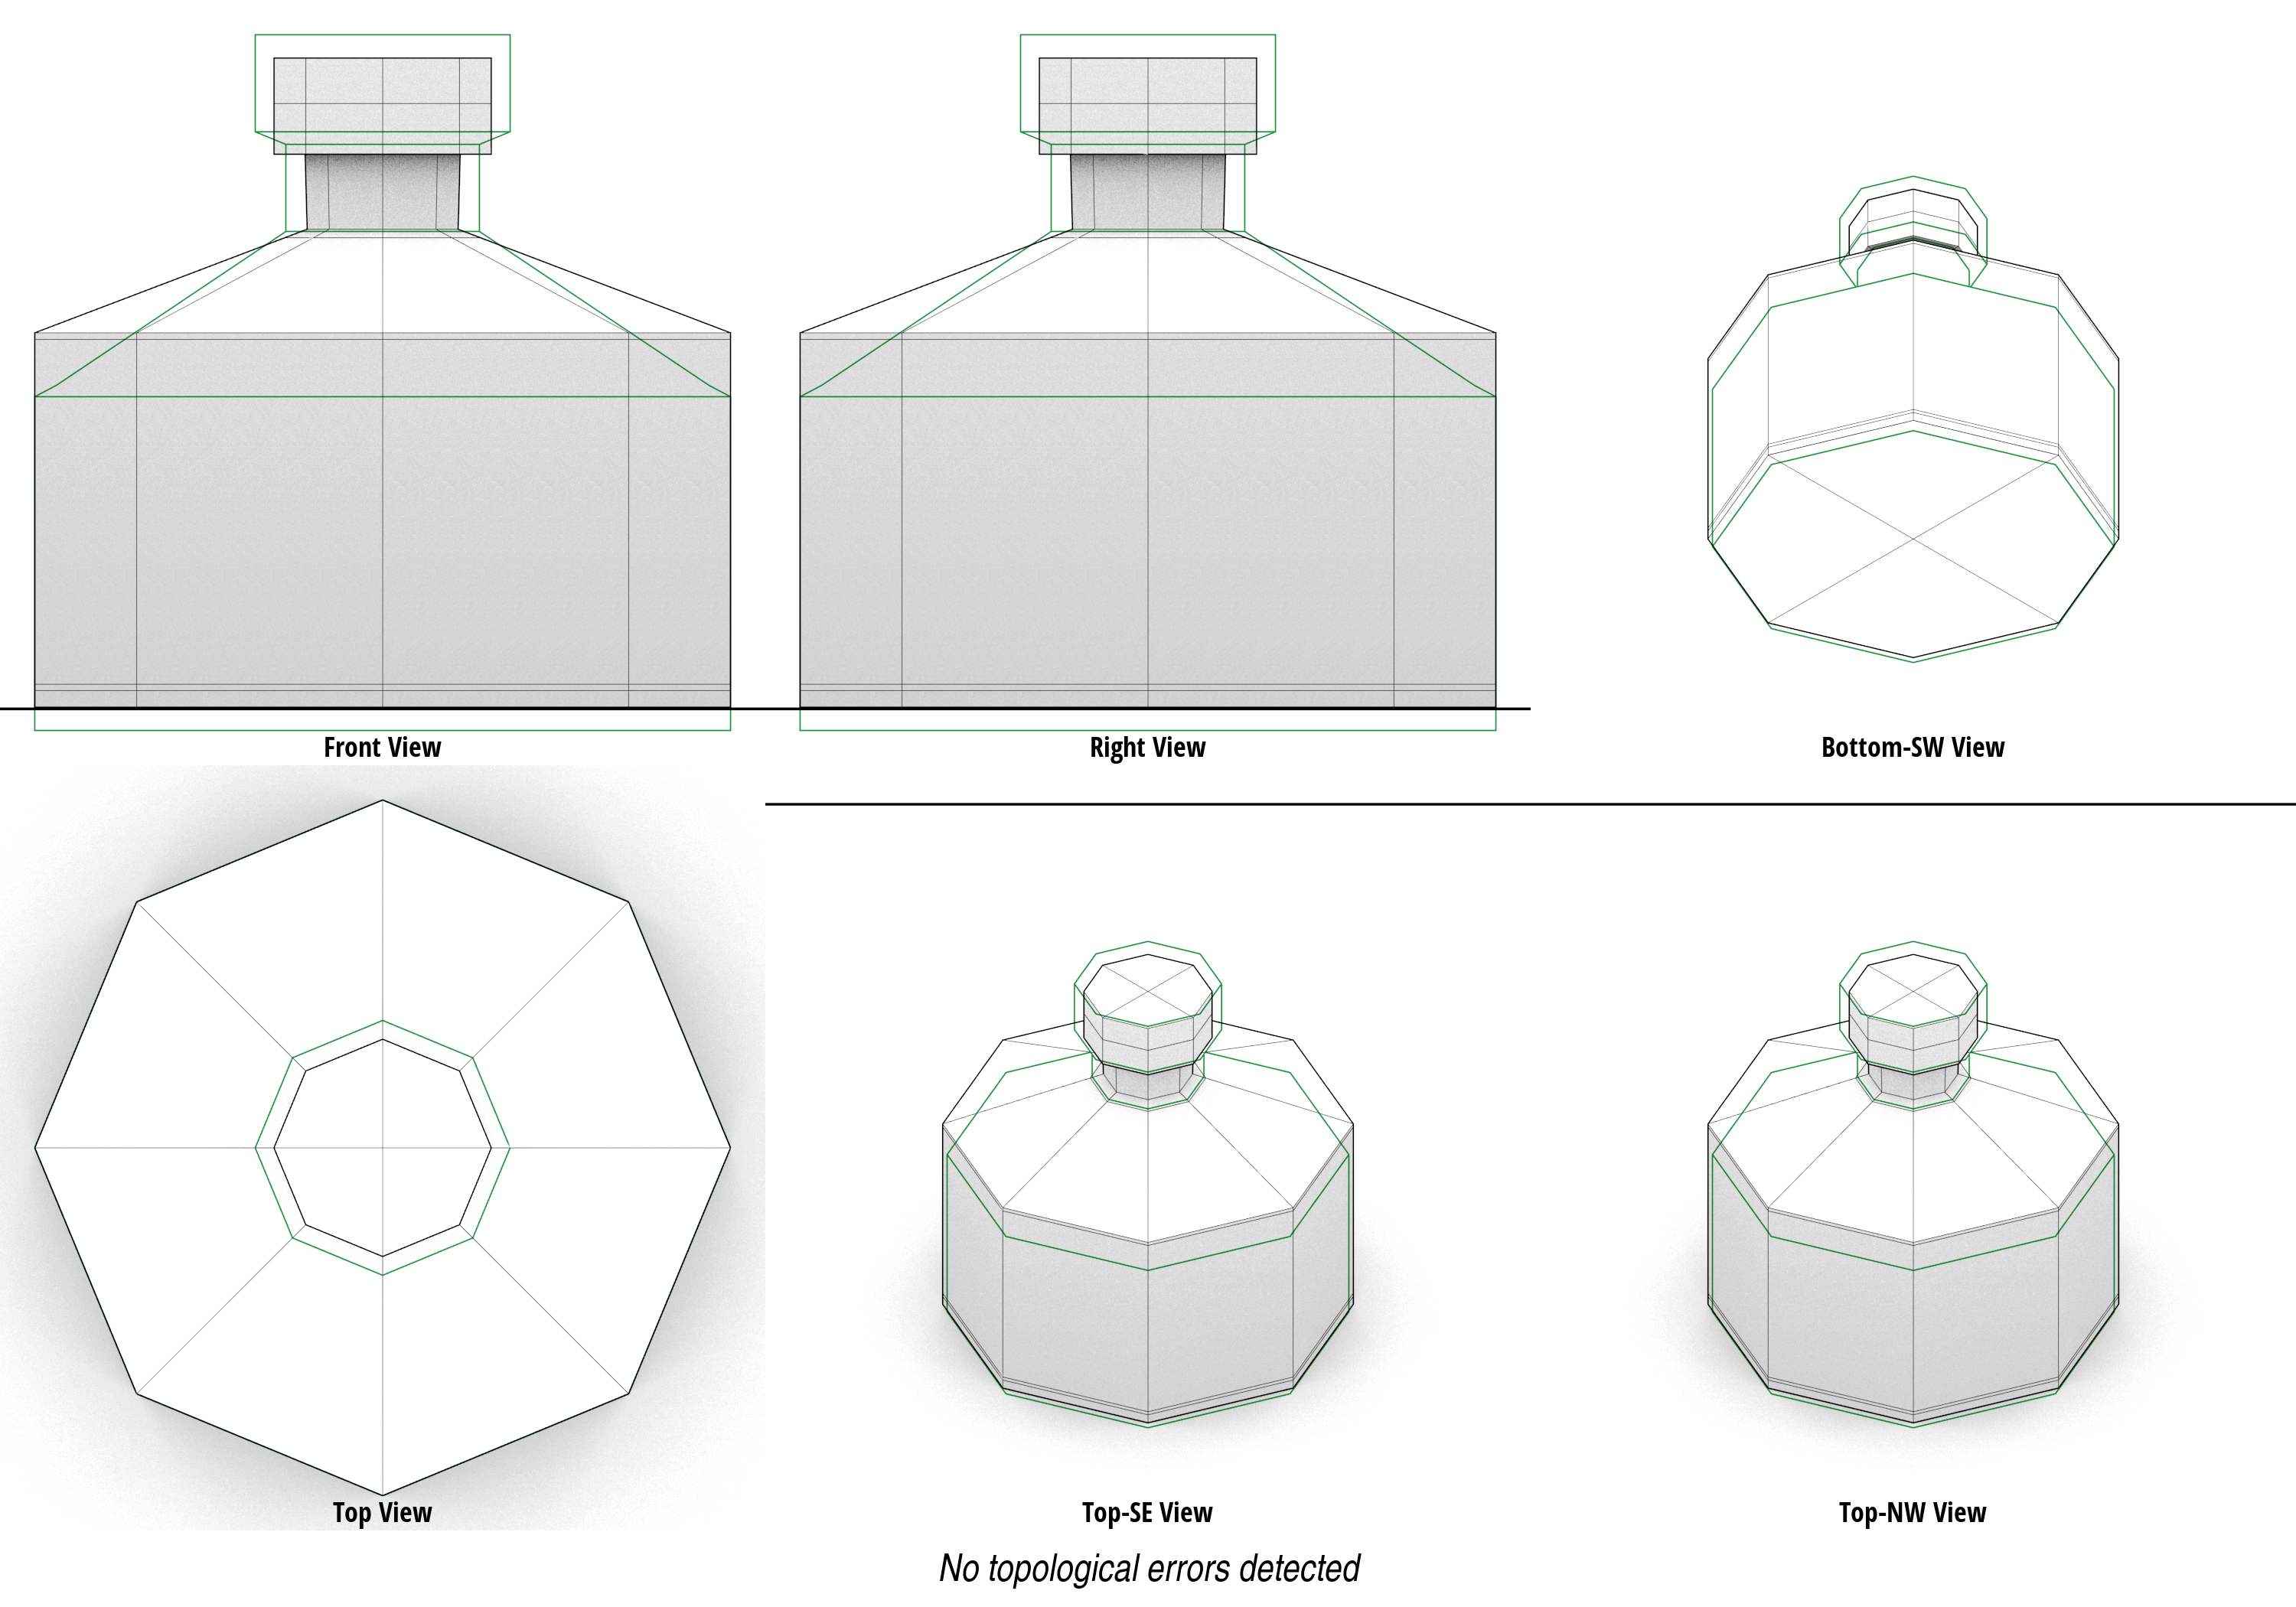 Front View
Right View
Bottom-SW View
Top View
Top-SE View
Top-NW View
No topological errors detected